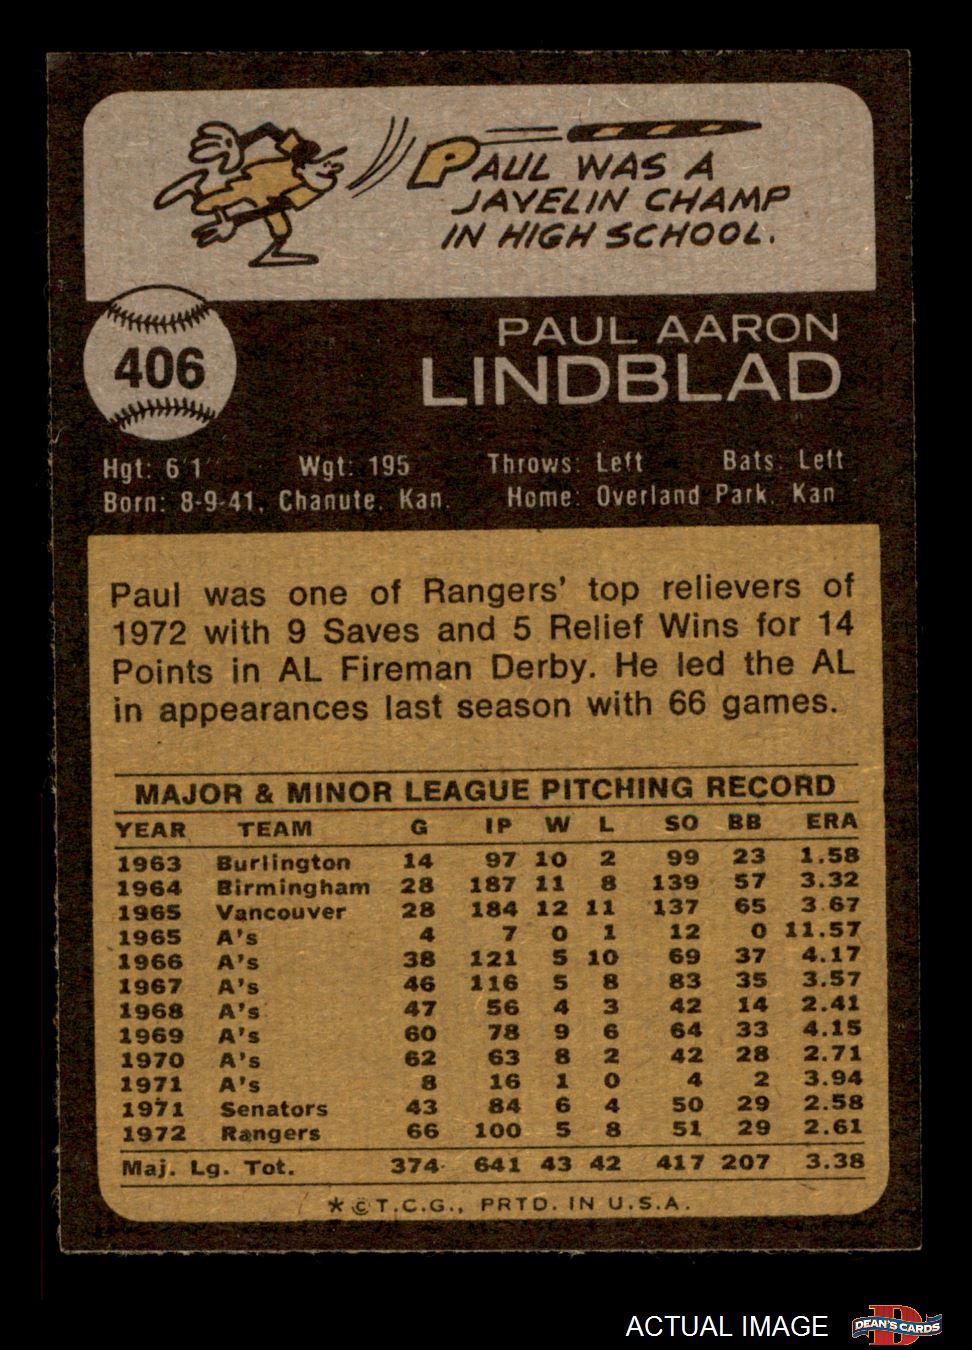 PAUL WAS A
JAVELIN CHAMP
IN HIGH SCHOOL.
406
PAUL AARON
LINDBLAD
Hgt: 6'1" Wgt: 195 Throws: Left Bats: Left
Born: 8-9-41, Chanute, Kan. Home: Overland Park, Kan.
Paul was one of Rangers' top relievers of
1972 with 9 Saves and 5 Relief Wins for 14
Points in AL Fireman Derby. He led the AL
in appearances last season with 66 games.
MAJOR & MINOR LEAGUE PITCHING RECORD
YEAR TEAM G IP W L SO BB ERA
1963 Burlington 14 97 10 2 99 23 1.58
1964 Birmingham 28 187 11 8 139 57 3.32
1965 Vancouver 28 184 12 11 137 65 3.67
1965 A's 4 7 0 1 12 0 11.57
1966 A's 38 121 5 10 69 37 4.17
1967 A's 46 116 5 8 83 35 3.57
1968 A's 47 56 4 3 42 14 2.41
1969 A's 60 78 9 6 64 33 4.15
1970 A's 62 63 8 2 42 28 2.71
1971 A's 8 16 1 0 4 2 3.94
1971 Senators 43 84 6 4 50 29 2.58
1972 Rangers 66 100 5 8 51 29 2.61
Maj. Lg. Tot. 374 641 43 42 417 207 3.38
*©T.C.G., PRTD. IN U.S.A.
ACTUAL IMAGE
D
DEAN'S CARDS